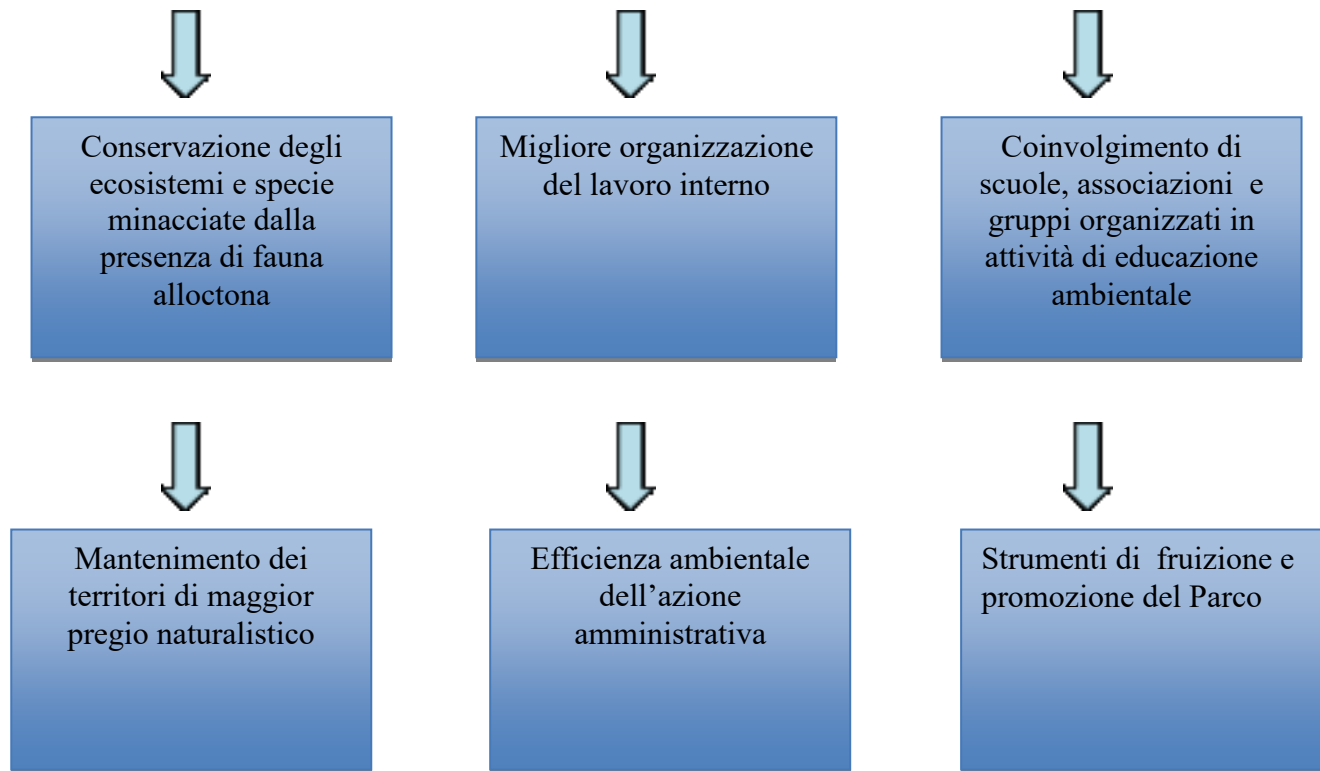 Conservazione degli
ecosistemi e specie
minacciate dalla
presenza di fauna
alloctona
Migliore organizzazione
del lavoro interno
Coinvolgimento di
scuole, associazioni e
gruppi organizzati in
attività di educazione
ambientale
Mantenimento dei
territori di maggior
pregio naturalistico
Efficienza ambientale
dell’azione
amministrativa
Strumenti di fruizione e
promozione del Parco